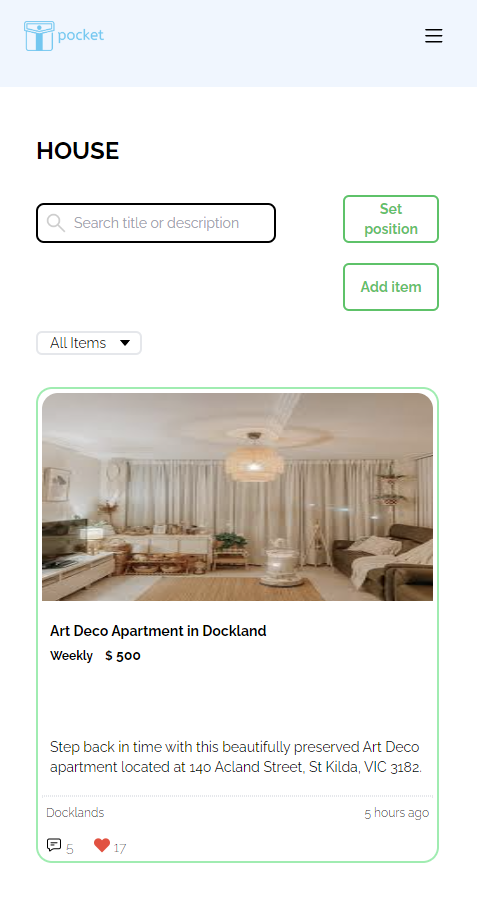 pocket
HOUSE
Search title or description
Set
position
Add item
All Items
Art Deco Apartment in Dockland
Weekly $ 500
Step back in time with this beautifully preserved Art Deco
apartment located at 140 Acland Street, St Kilda, VIC 3182.
Docklands 5 hours ago
5 17